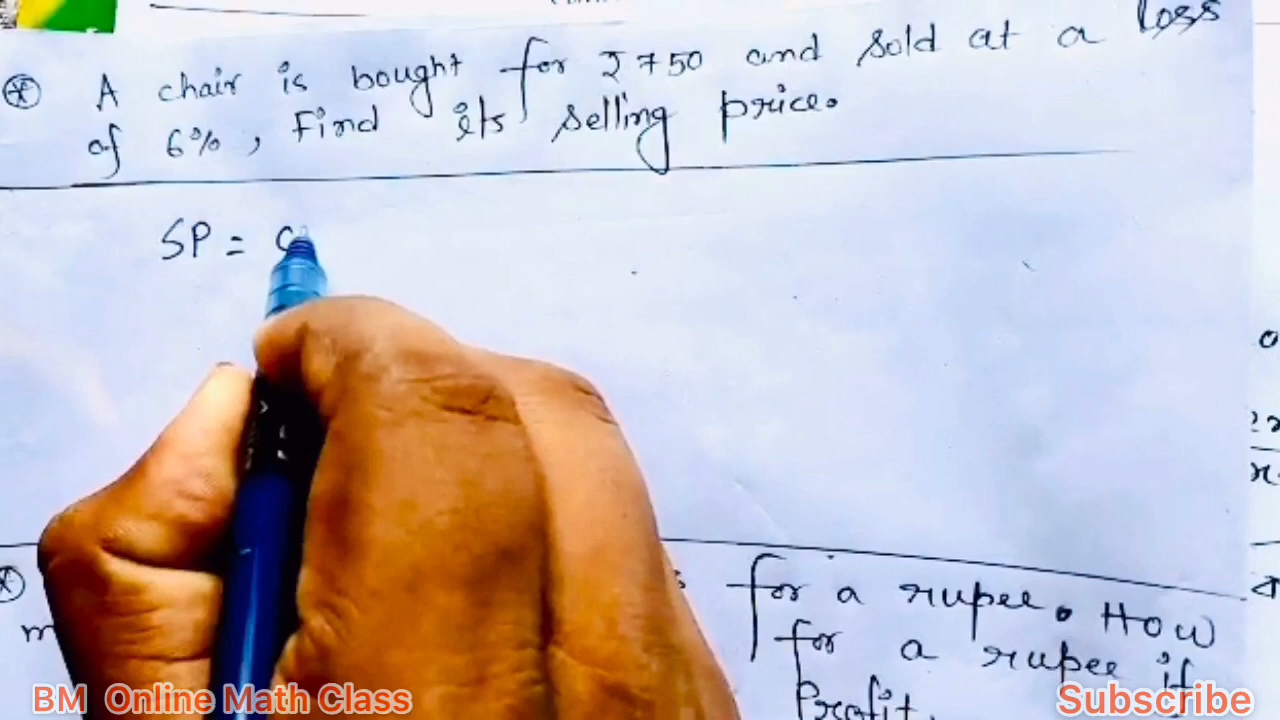 A chair is bought for ₹750 and sold at a loss
of 6%, Find its selling price.
SP = C
for a rupee. How
m for a rupee if
Profit.
BM Online Math Class
Subscribe